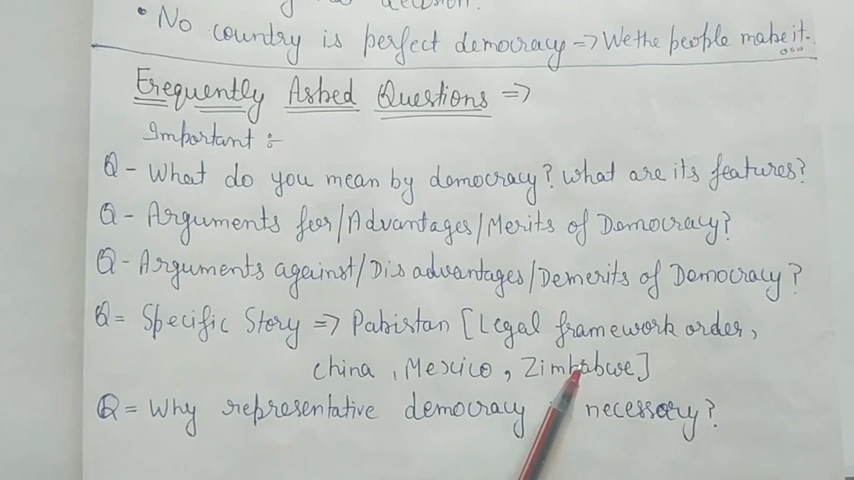 decision.
• No country is perfect democracy => We the people make it....
Frequently Asked Questions =>
Important :-
Q - What do you mean by democracy? what are its features?
Q - Arguments for/Advantages/Merits of Democracy?
Q - Arguments against/Disadvantages/Demerits of Democracy?
Q = Specific Story => Pakistan [Legal framework order,
China, Mexico, Zimbabwe]
Q = Why representative democracy necessary?